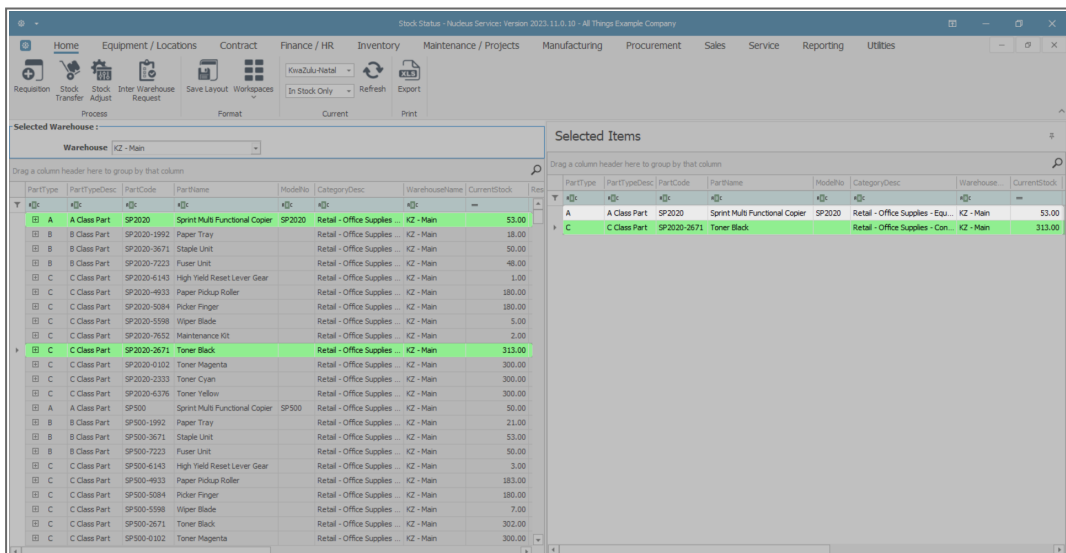 Stock Status - Nucleus Service: Version 2023.11.0.10 - All Things Example Company
Home Equipment / Locations Contract Finance / HR Inventory Maintenance / Projects Manufacturing Procurement Sales Service Reporting Utilities
KwaZulu-Natal
In Stock Only
XLS
Requisition Stock Transfer Stock Adjust Inter Warehouse Request Save Layout Workspaces Refresh Export
Process Format Current Print
Selected Warehouse :
Warehouse KZ - Main
Drag a column header here to group by that column
PartType PartTypeDesc PartCode PartName ModelNo CategoryDesc WarehouseName CurrentStock Res
A A Class Part SP2020 Sprint Multi Functional Copier SP2020 Retail - Office Supplies ... KZ - Main 53.00
B B Class Part SP2020-1992 Paper Tray Retail - Office Supplies ... KZ - Main 18.00
B B Class Part SP2020-3671 Staple Unit Retail - Office Supplies ... KZ - Main 50.00
B B Class Part SP2020-7223 Fuser Unit Retail - Office Supplies ... KZ - Main 48.00
C C Class Part SP2020-6143 High Yield Reset Lever Gear Retail - Office Supplies ... KZ - Main 1.00
C C Class Part SP2020-4933 Paper Pickup Roller Retail - Office Supplies ... KZ - Main 180.00
C C Class Part SP2020-5084 Picker Finger Retail - Office Supplies ... KZ - Main 180.00
C C Class Part SP2020-5598 Wiper Blade Retail - Office Supplies ... KZ - Main 5.00
C C Class Part SP2020-7652 Maintenance Kit Retail - Office Supplies ... KZ - Main 2.00
C C Class Part SP2020-2671 Toner Black Retail - Office Supplies ... KZ - Main 313.00
C C Class Part SP2020-0102 Toner Magenta Retail - Office Supplies ... KZ - Main 300.00
C C Class Part SP2020-2333 Toner Cyan Retail - Office Supplies ... KZ - Main 300.00
C C Class Part SP2020-6376 Toner Yellow Retail - Office Supplies ... KZ - Main 300.00
A A Class Part SP500 Sprint Multi Functional Copier SP500 Retail - Office Supplies ... KZ - Main 50.00
B B Class Part SP500-1992 Paper Tray Retail - Office Supplies ... KZ - Main 21.00
B B Class Part SP500-3671 Staple Unit Retail - Office Supplies ... KZ - Main 53.00
B B Class Part SP500-7223 Fuser Unit Retail - Office Supplies ... KZ - Main 50.00
C C Class Part SP500-6143 High Yield Reset Lever Gear Retail - Office Supplies ... KZ - Main 3.00
C C Class Part SP500-4933 Paper Pickup Roller Retail - Office Supplies ... KZ - Main 183.00
C C Class Part SP500-5084 Picker Finger Retail - Office Supplies ... KZ - Main 180.00
C C Class Part SP500-5598 Wiper Blade Retail - Office Supplies ... KZ - Main 7.00
C C Class Part SP500-2671 Toner Black Retail - Office Supplies ... KZ - Main 302.00
C C Class Part SP500-0102 Toner Magenta Retail - Office Supplies ... KZ - Main 300.00
Selected Items
Drag a column header here to group by that column
PartType PartTypeDesc PartCode PartName ModelNo CategoryDesc Warehouse... CurrentStock
A A Class Part SP2020 Sprint Multi Functional Copier SP2020 Retail - Office Supplies - Equ... KZ - Main 53.00
C C Class Part SP2020-2671 Toner Black Retail - Office Supplies - Con... KZ - Main 313.00